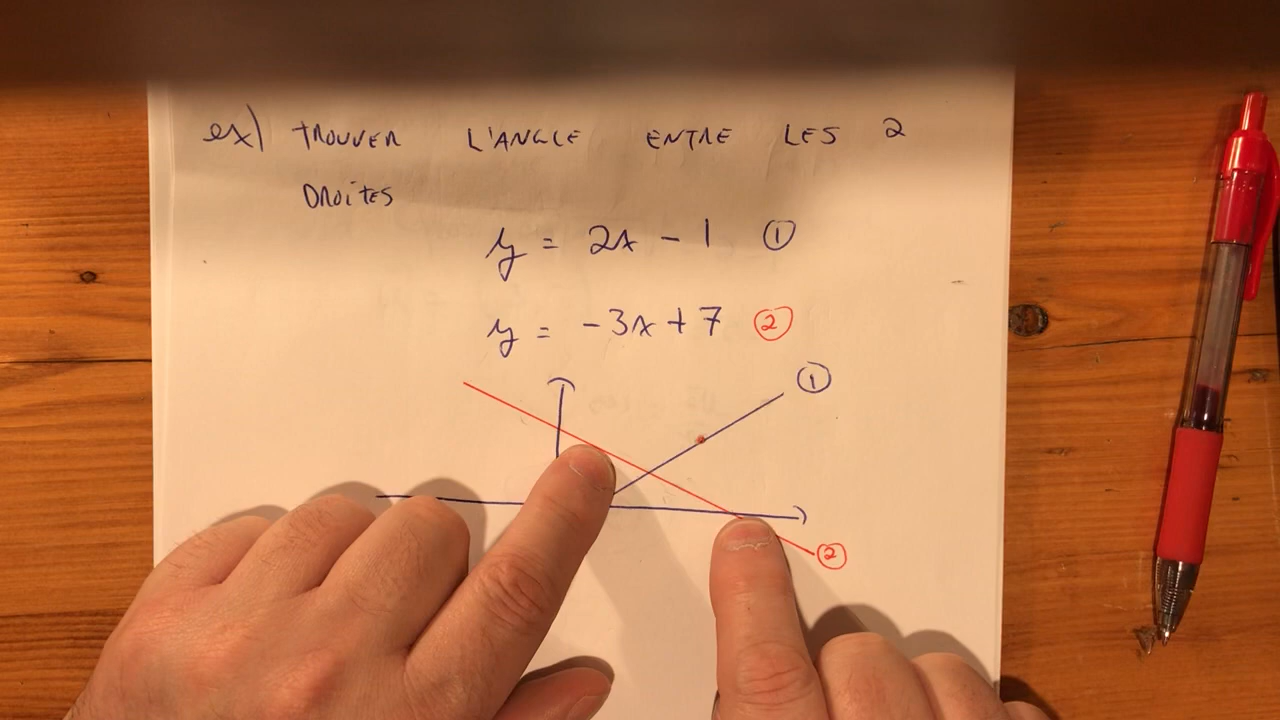 ex) TROUVER L'ANGLE ENTRE LES 2
DROITES
y = 2x - 1 ①
y = -3x + 7 ②
①
②